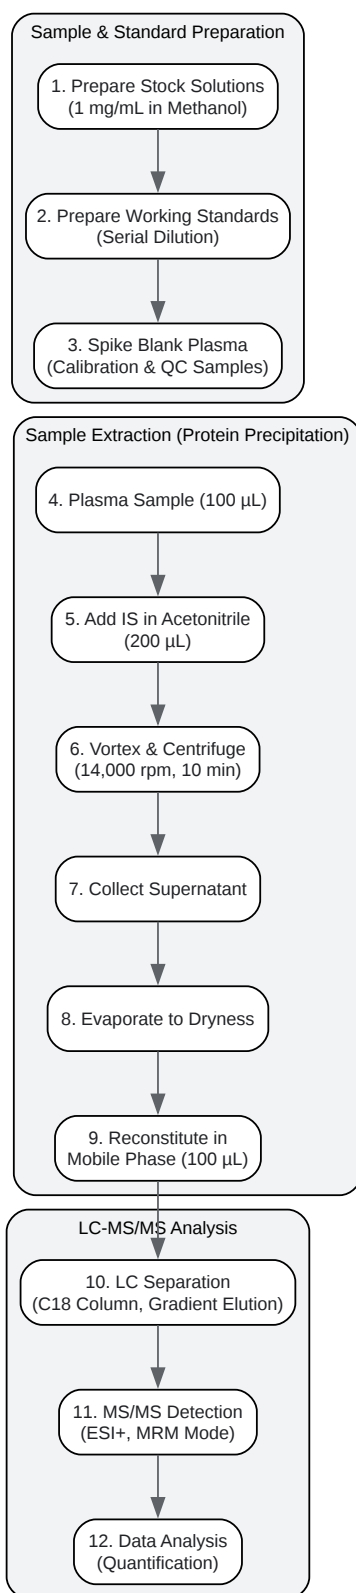 Sample & Standard Preparation
1. Prepare Stock Solutions
(1 mg/mL in Methanol)
2. Prepare Working Standards
(Serial Dilution)
3. Spike Blank Plasma
(Calibration & QC Samples)
Sample Extraction (Protein Precipitation)
4. Plasma Sample (100 µL)
5. Add IS in Acetonitrile
(200 µL)
6. Vortex & Centrifuge
(14,000 rpm, 10 min)
7. Collect Supernatant
8. Evaporate to Dryness
9. Reconstitute in
Mobile Phase (100 µL)
LC-MS/MS Analysis
10. LC Separation
(C18 Column, Gradient Elution)
11. MS/MS Detection
(ESI+, MRM Mode)
12. Data Analysis
(Quantification)